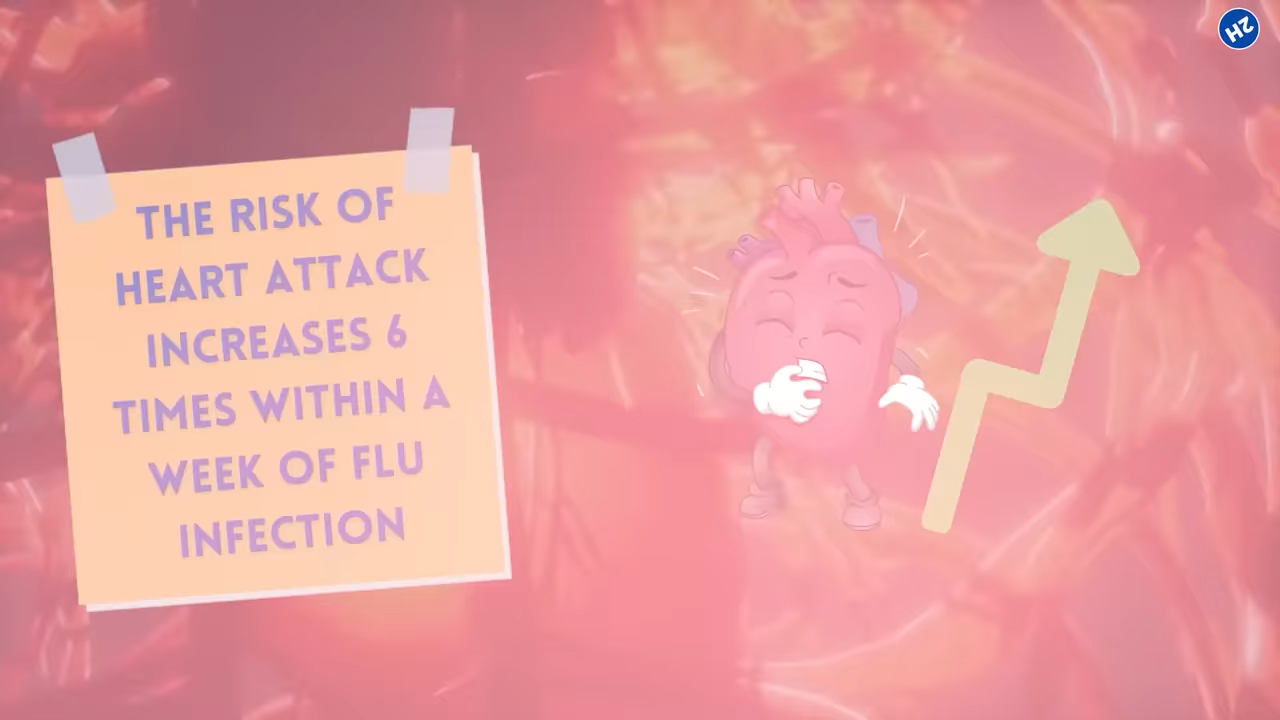 HZ
THE RISK OF
HEART ATTACK
INCREASES 6
TIMES WITHIN A
WEEK OF FLU
INFECTION